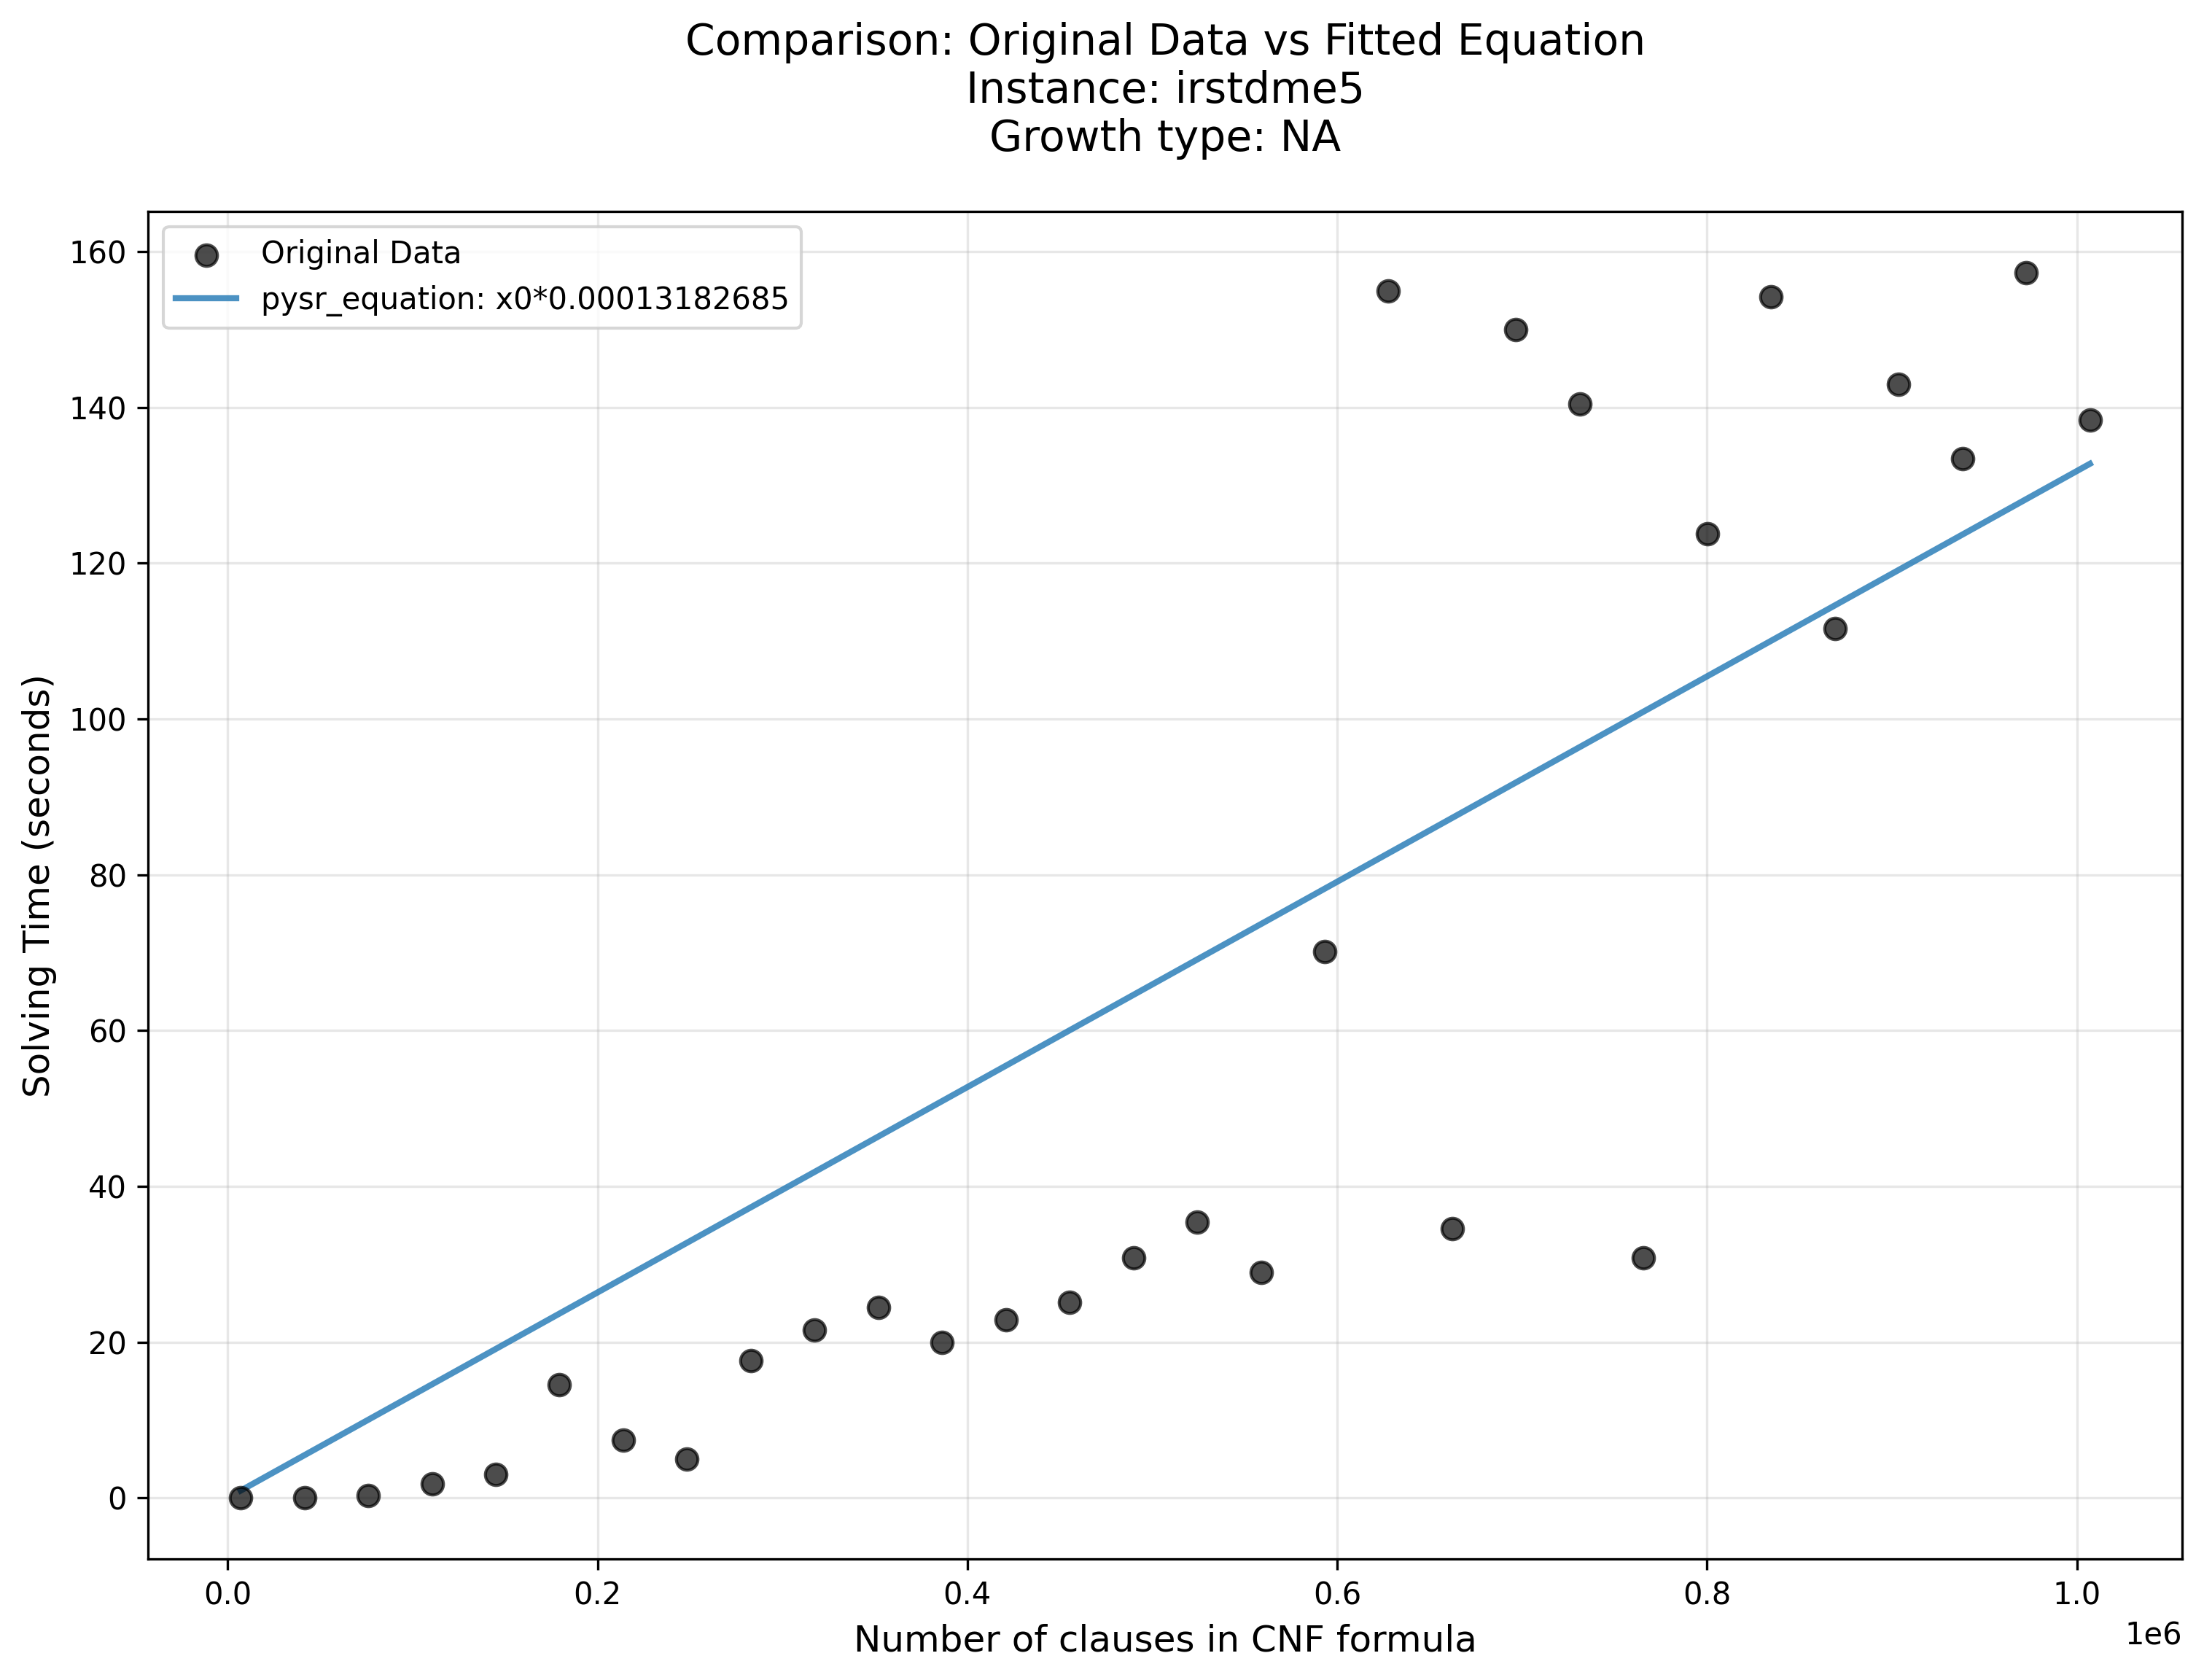 Comparison: Original Data vs Fitted Equation
Instance: irstdme5
Growth type: NA
Original Data
pysr_equation: x0*0.00013182685
160
140
120
100
80
60
40
20
0
Solving Time (seconds)
0.0 0.2 0.4 0.6 0.8 1.0
1e6
Number of clauses in CNF formula